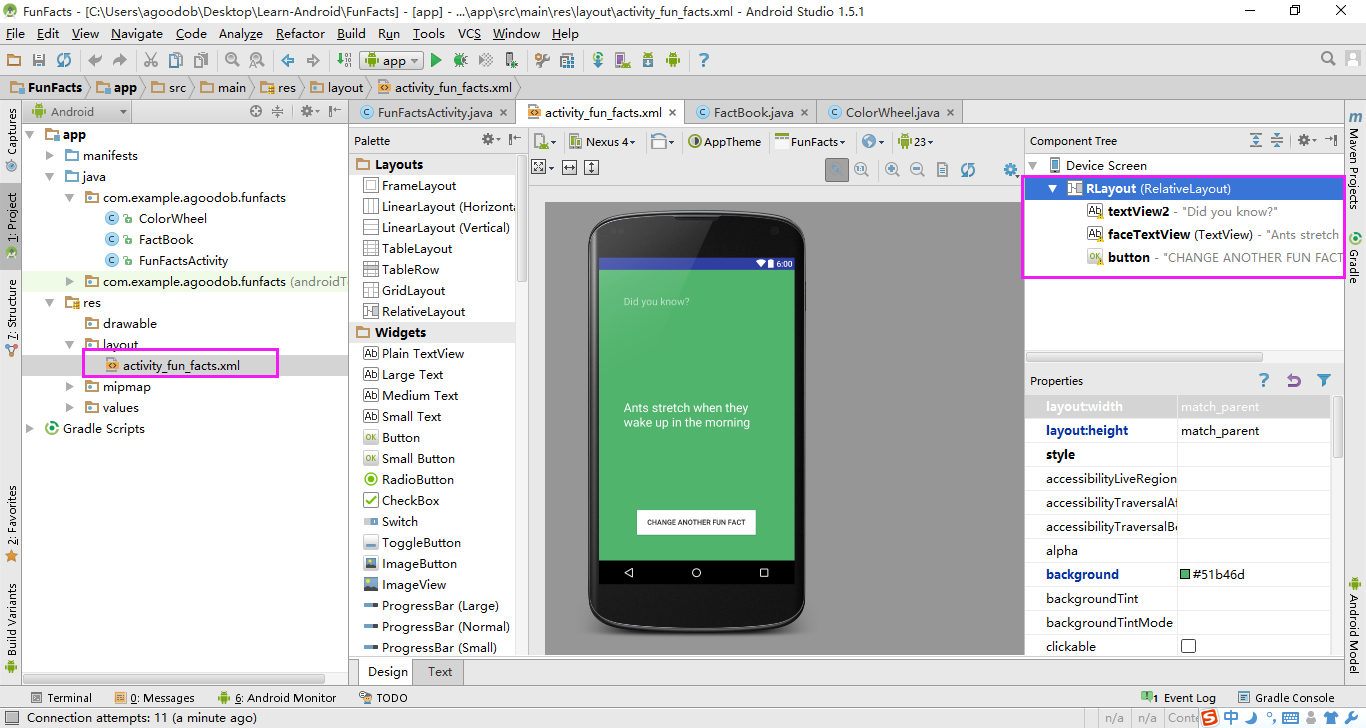 FunFacts - [C:\Users\agoodob\Desktop\Learn-Android\FunFacts] - [app] - ...\app\src\main\res\layout\activity_fun_facts.xml - Android Studio 1.5.1
File Edit View Navigate Code Analyze Refactor Build Run Tools VCS Window Help
app
FunFacts app src main res layout activity_fun_facts.xml
Captures
1: Project
7: Structure
2: Favorites
Build Variants
Android
app
manifests
java
com.example.agoodob.funfacts
ColorWheel
FactBook
FunFactsActivity
com.example.agoodob.funfacts (androidT
res
drawable
layout
activity_fun_facts.xml
mipmap
values
Gradle Scripts
FunFactsActivity.java activity_fun_facts.xml FactBook.java ColorWheel.java
Palette
Layouts
FrameLayout
LinearLayout (Horizonta
LinearLayout (Vertical)
TableLayout
TableRow
GridLayout
RelativeLayout
Widgets
Plain TextView
Large Text
Medium Text
Small Text
Button
Small Button
RadioButton
CheckBox
Switch
ToggleButton
ImageButton
ImageView
ProgressBar (Large)
ProgressBar (Normal)
ProgressBar (Small)
Nexus 4 AppTheme FunFacts 23
6:00
Did you know?
Ants stretch when they
wake up in the morning
CHANGE ANOTHER FUN FACT
Design Text
Component Tree
Device Screen
RLayout (RelativeLayout)
textView2 - "Did you know?"
faceTextView (TextView) - "Ants stretch
button - "CHANGE ANOTHER FUN FACT
Properties
layout:width match_parent
layout:height match_parent
style
accessibilityLiveRegion
accessibilityTraversalAf
accessibilityTraversalBe
alpha
background #51b46d
backgroundTint
backgroundTintMode
clickable
Maven Projects
Gradle
Android Model
Terminal 0: Messages 6: Android Monitor TODO 1 Event Log Gradle Console
Connection attempts: 11 (a minute ago) n/a n/a Conte 中